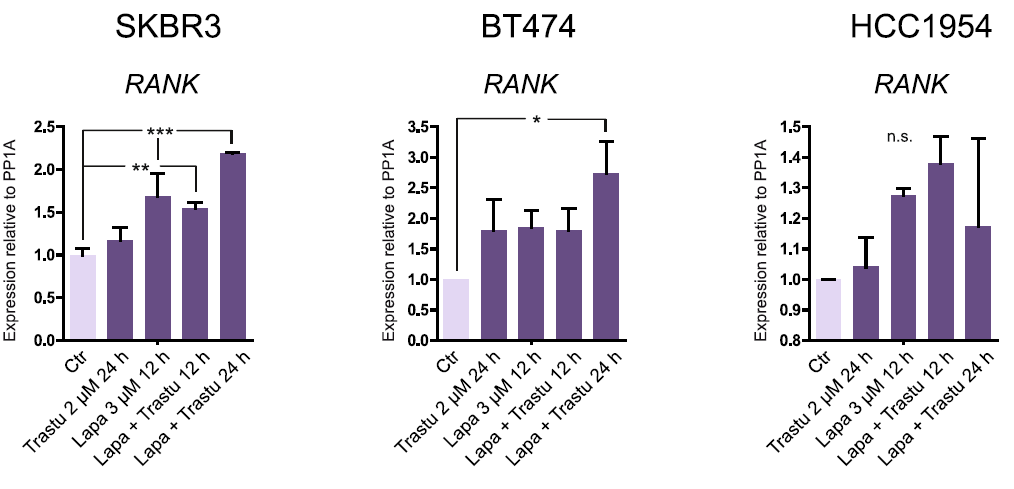 SKBR3
RANK
Expression relative to PP1A
2.5
2.0
1.5
1.0
0.5
0.0
***
**
Ctr
Trastu 2 µM 24 h
Lapa 3 µM 12 h
Lapa + Trastu 12 h
Lapa + Trastu 24 h
BT474
RANK
Expression relative to PP1A
3.5
3.0
2.5
2.0
1.5
1.0
0.5
0.0
*
Ctr
Trastu 2 µM 24 h
Lapa 3 µM 12 h
Lapa + Trastu 12 h
Lapa + Trastu 24 h
HCC1954
RANK
Expression relative to PP1A
1.5
1.4
1.3
1.2
1.1
1.0
0.9
0.8
n.s.
Ctr
Trastu 2 µM 24 h
Lapa 3 µM 12 h
Lapa + Trastu 12 h
Lapa + Trastu 24 h